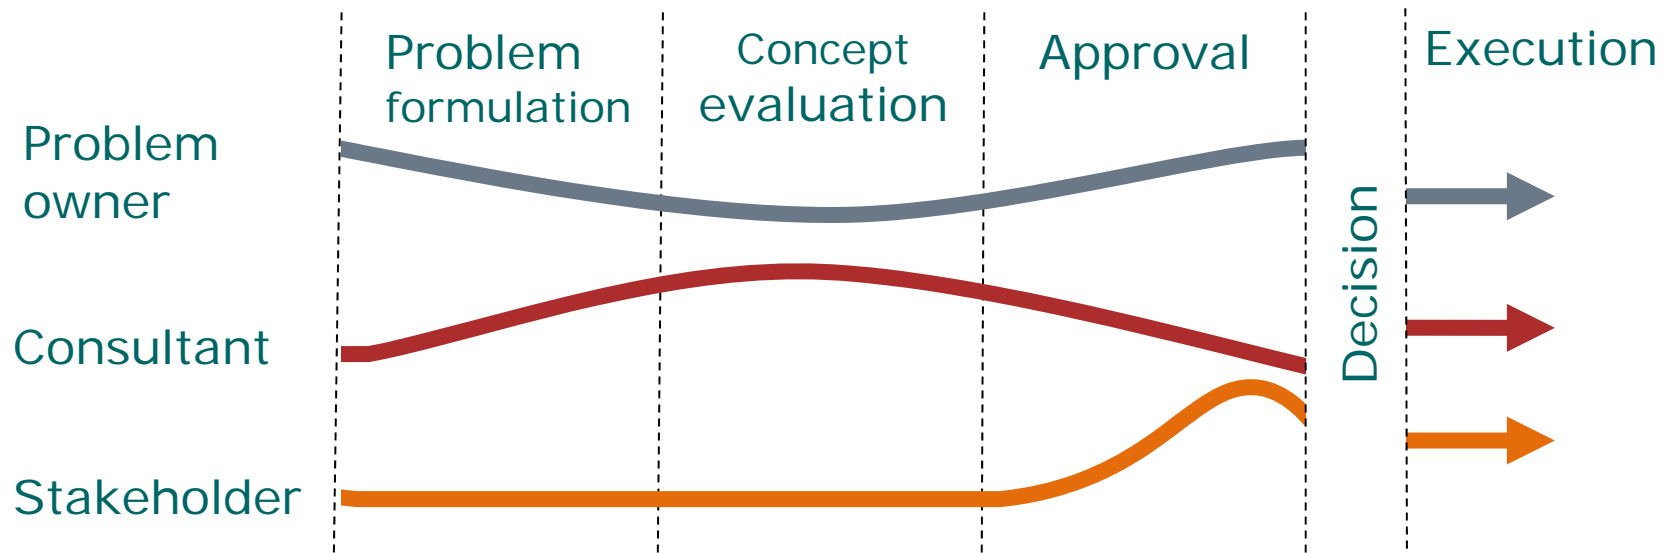 Problem
formulation
Concept
evaluation
Approval
Execution
Problem
owner
Consultant
Stakeholder
Decision